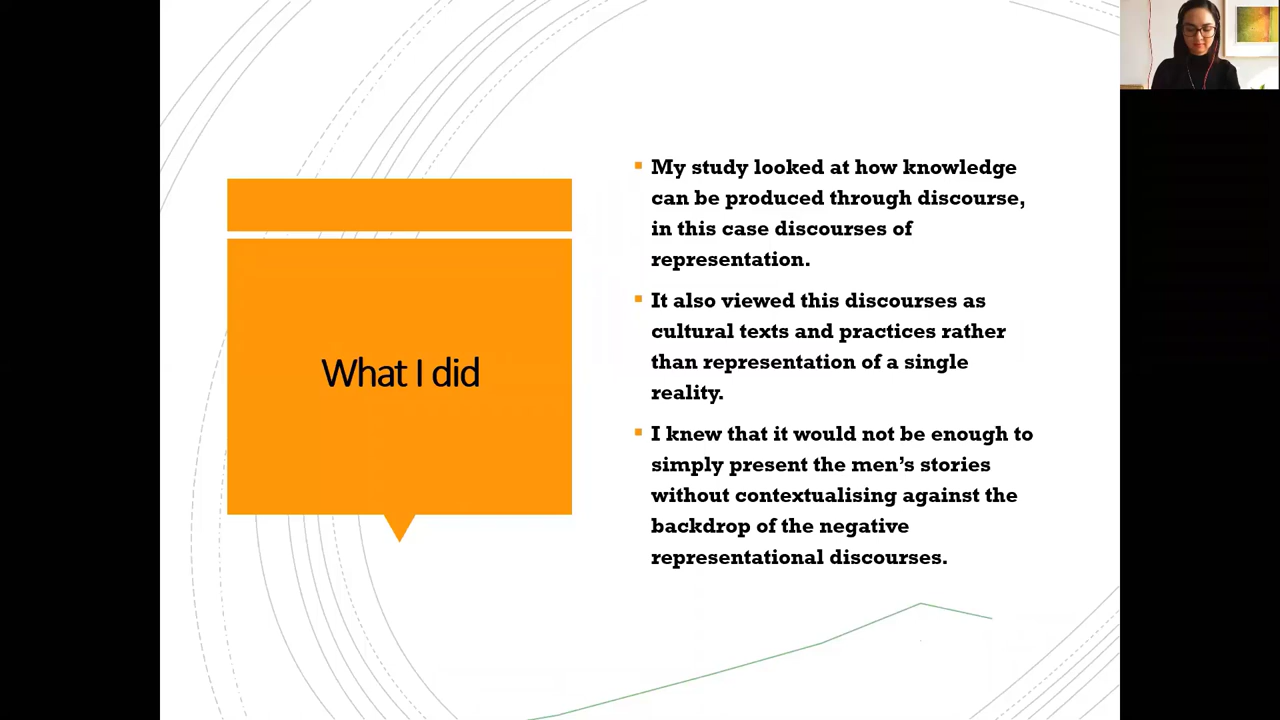 What I did
My study looked at how knowledge
can be produced through discourse,
in this case discourses of
representation.
It also viewed this discourses as
cultural texts and practices rather
than representation of a single
reality.
I knew that it would not be enough to
simply present the men’s stories
without contextualising against the
backdrop of the negative
representational discourses.